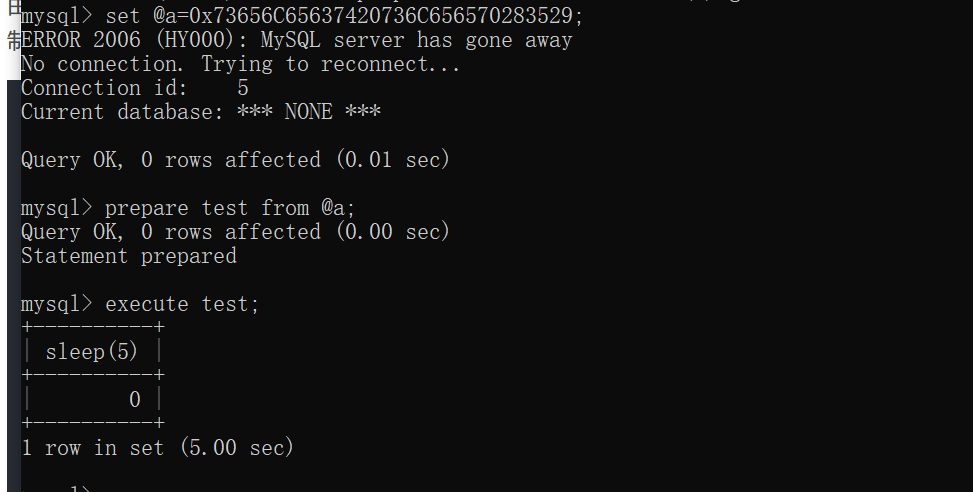 mysql> set @a=0x73656C65637420736C656570283529;
ERROR 2006 (HY000): MySQL server has gone away
No connection. Trying to reconnect...
Connection id:    5
Current database: *** NONE ***
Query OK, 0 rows affected (0.01 sec)
mysql> prepare test from @a;
Query OK, 0 rows affected (0.00 sec)
Statement prepared
mysql> execute test;
+----------+
| sleep(5) |
+----------+
|        0 |
+----------+
1 row in set (5.00 sec)
mysql>